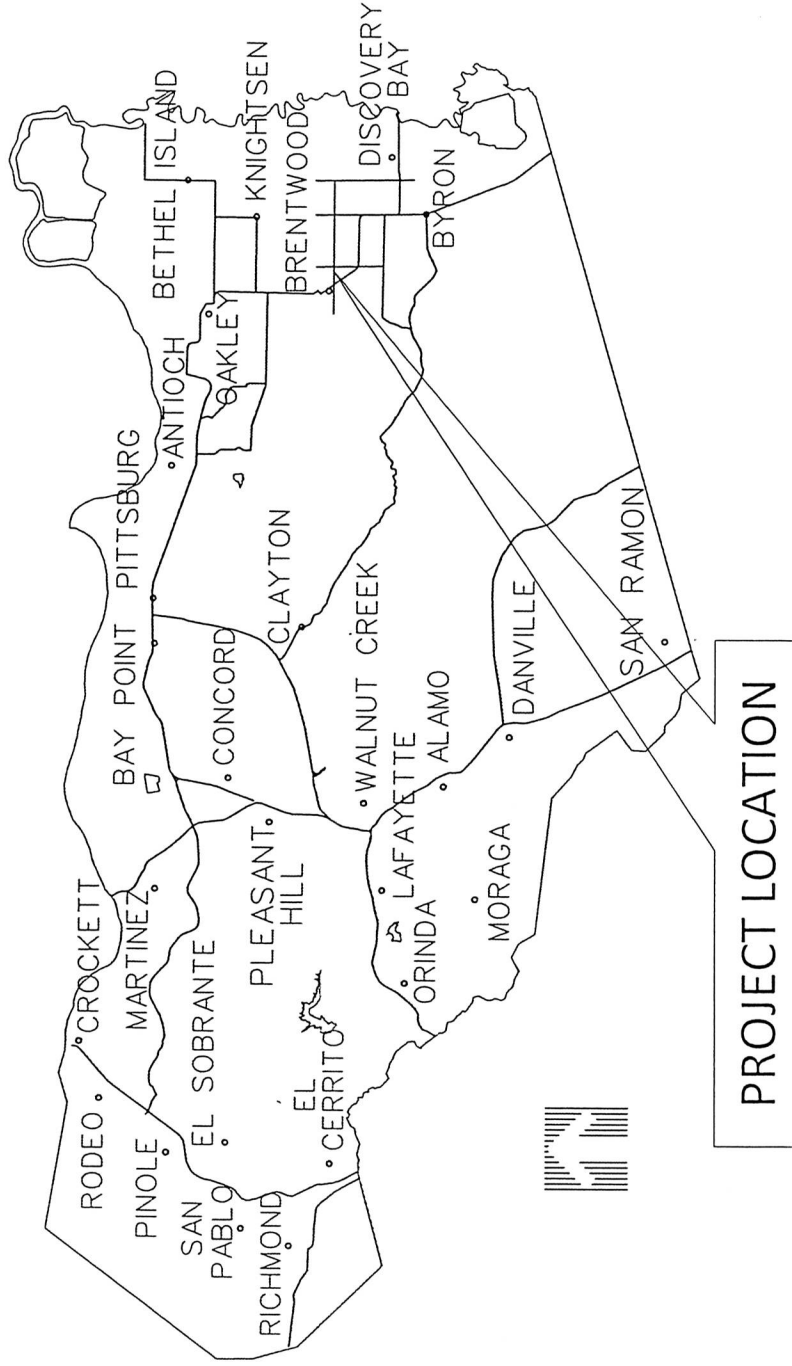 CROCKETT
RODEO
MARTINEZ
PINOLE
EL SOBRANTE
SAN
PABLO
RICHMOND
EL
CERRITO
PLEASANT
HILL
BAY POINT
PITTSBURG
ANTIOCH
OAKLEY
BETHEL ISLAND
KNIGHTSEN
BRENTWOOD
DISCOVERY
BAY
BYRON
CONCORD
CLAYTON
WALNUT CREEK
LAFAYETTE
ORINDA
ALAMO
MORAGA
DANVILLE
SAN RAMON
PROJECT LOCATION